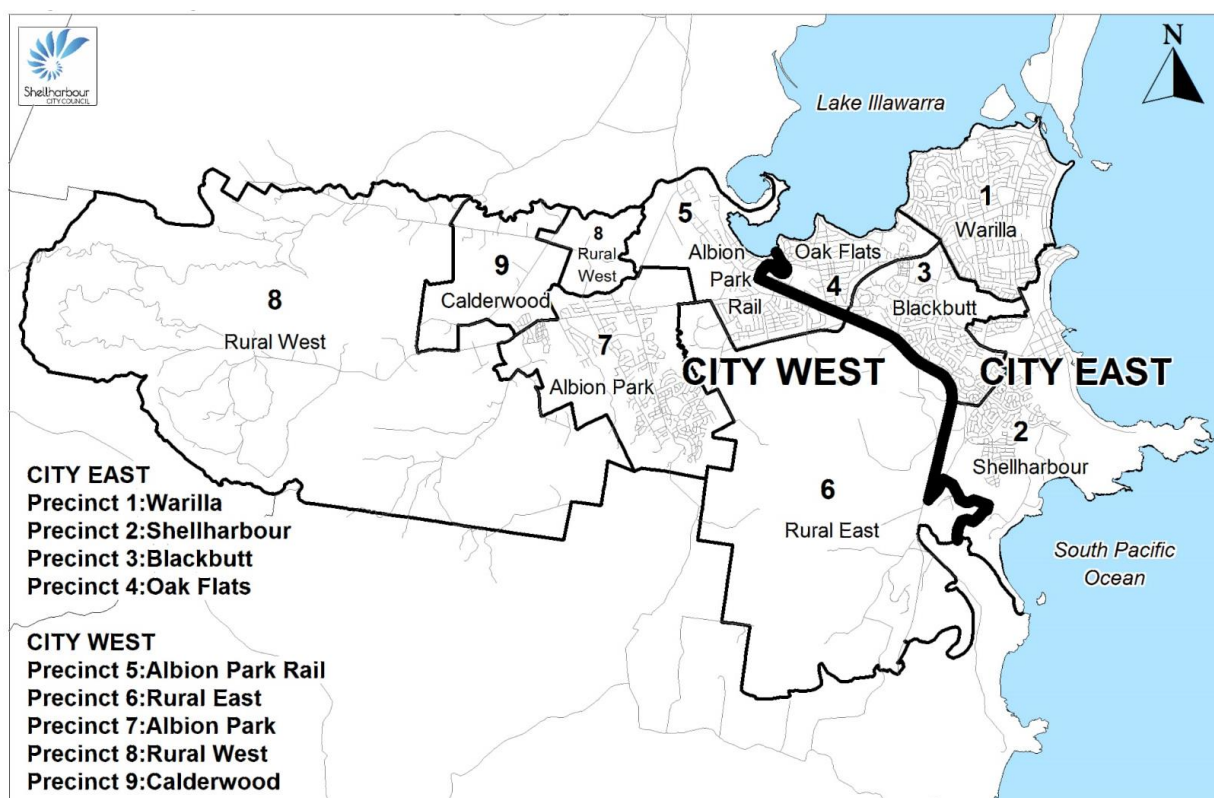 Shellharbour
CITY COUNCIL
N
Lake Illawarra
1
Warilla
5
8
Rural
West
Albion
Park
Rail
Oak Flats
4
3
Blackbutt
9
Calderwood
8
Rural West
7
Albion Park
CITY WEST
CITY EAST
2
Shellharbour
6
Rural East
South Pacific
Ocean
CITY EAST
Precinct 1:Warilla
Precinct 2:Shellharbour
Precinct 3:Blackbutt
Precinct 4:Oak Flats
CITY WEST
Precinct 5:Albion Park Rail
Precinct 6:Rural East
Precinct 7:Albion Park
Precinct 8:Rural West
Precinct 9:Calderwood